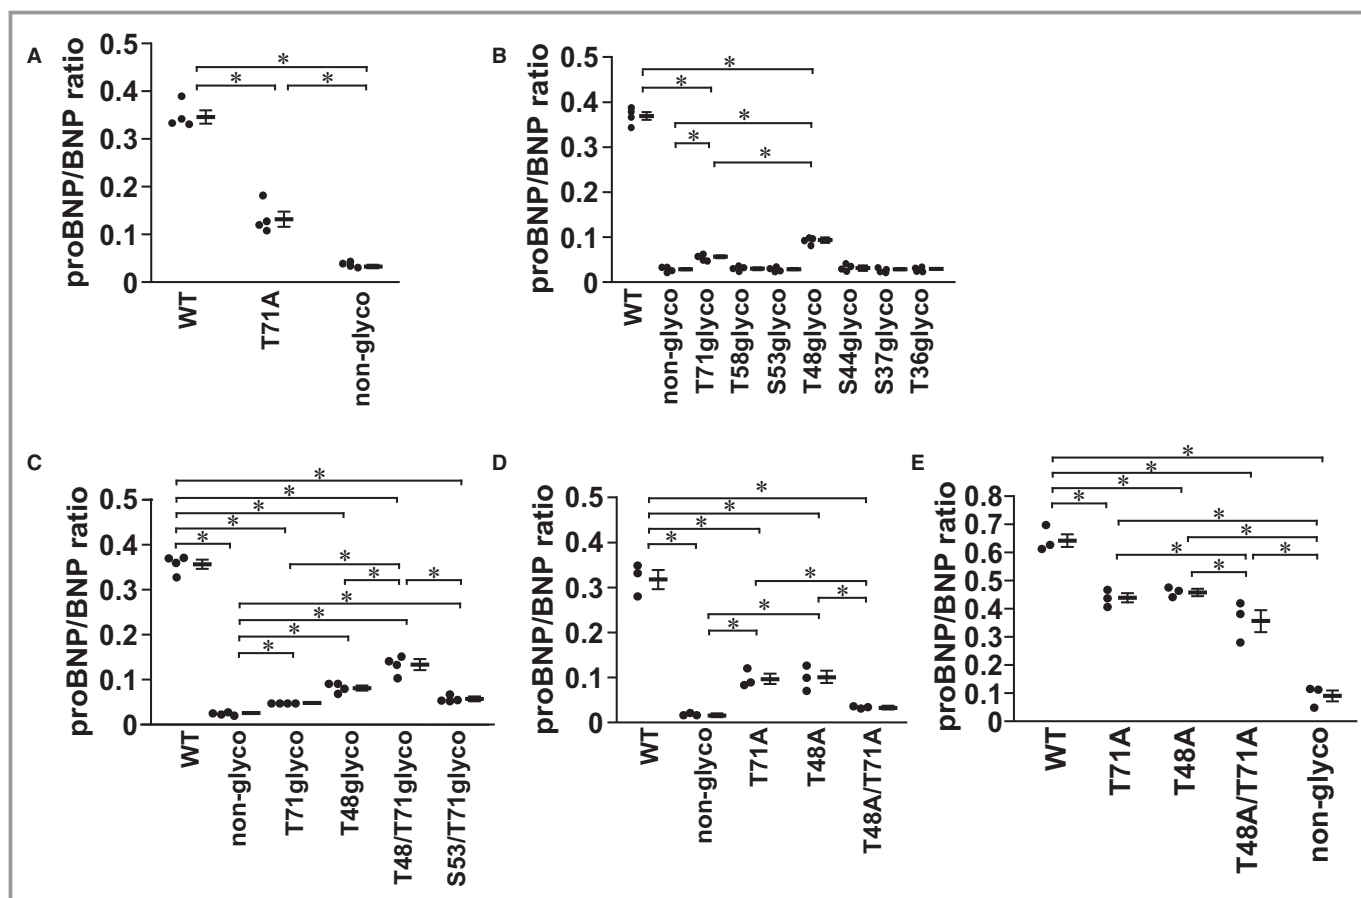 A
proBNP/BNP ratio
0.5
0.4
0.3
0.2
0.1
0
*
*
*
WT
T71A
non-glyco
B
proBNP/BNP ratio
0.5
0.4
0.3
0.2
0.1
0
*
*
*
*
*
WT
non-glyco
T71glyco
T58glyco
S53glyco
T48glyco
S44glyco
S37glyco
T36glyco
C
proBNP/BNP ratio
0.5
0.4
0.3
0.2
0.1
0
*
*
*
*
*
*
*
*
*
*
*
*
WT
non-glyco
T71glyco
T48glyco
T48/T71glyco
S53/T71glyco
D
proBNP/BNP ratio
0.5
0.4
0.3
0.2
0.1
0
*
*
*
*
*
*
*
*
WT
non-glyco
T71A
T48A
T48A/T71A
E
proBNP/BNP ratio
0.8
0.7
0.6
0.5
0.4
0.3
0.2
0.1
0
*
*
*
*
*
*
*
*
*
WT
T71A
T48A
T48A/T71A
non-glyco